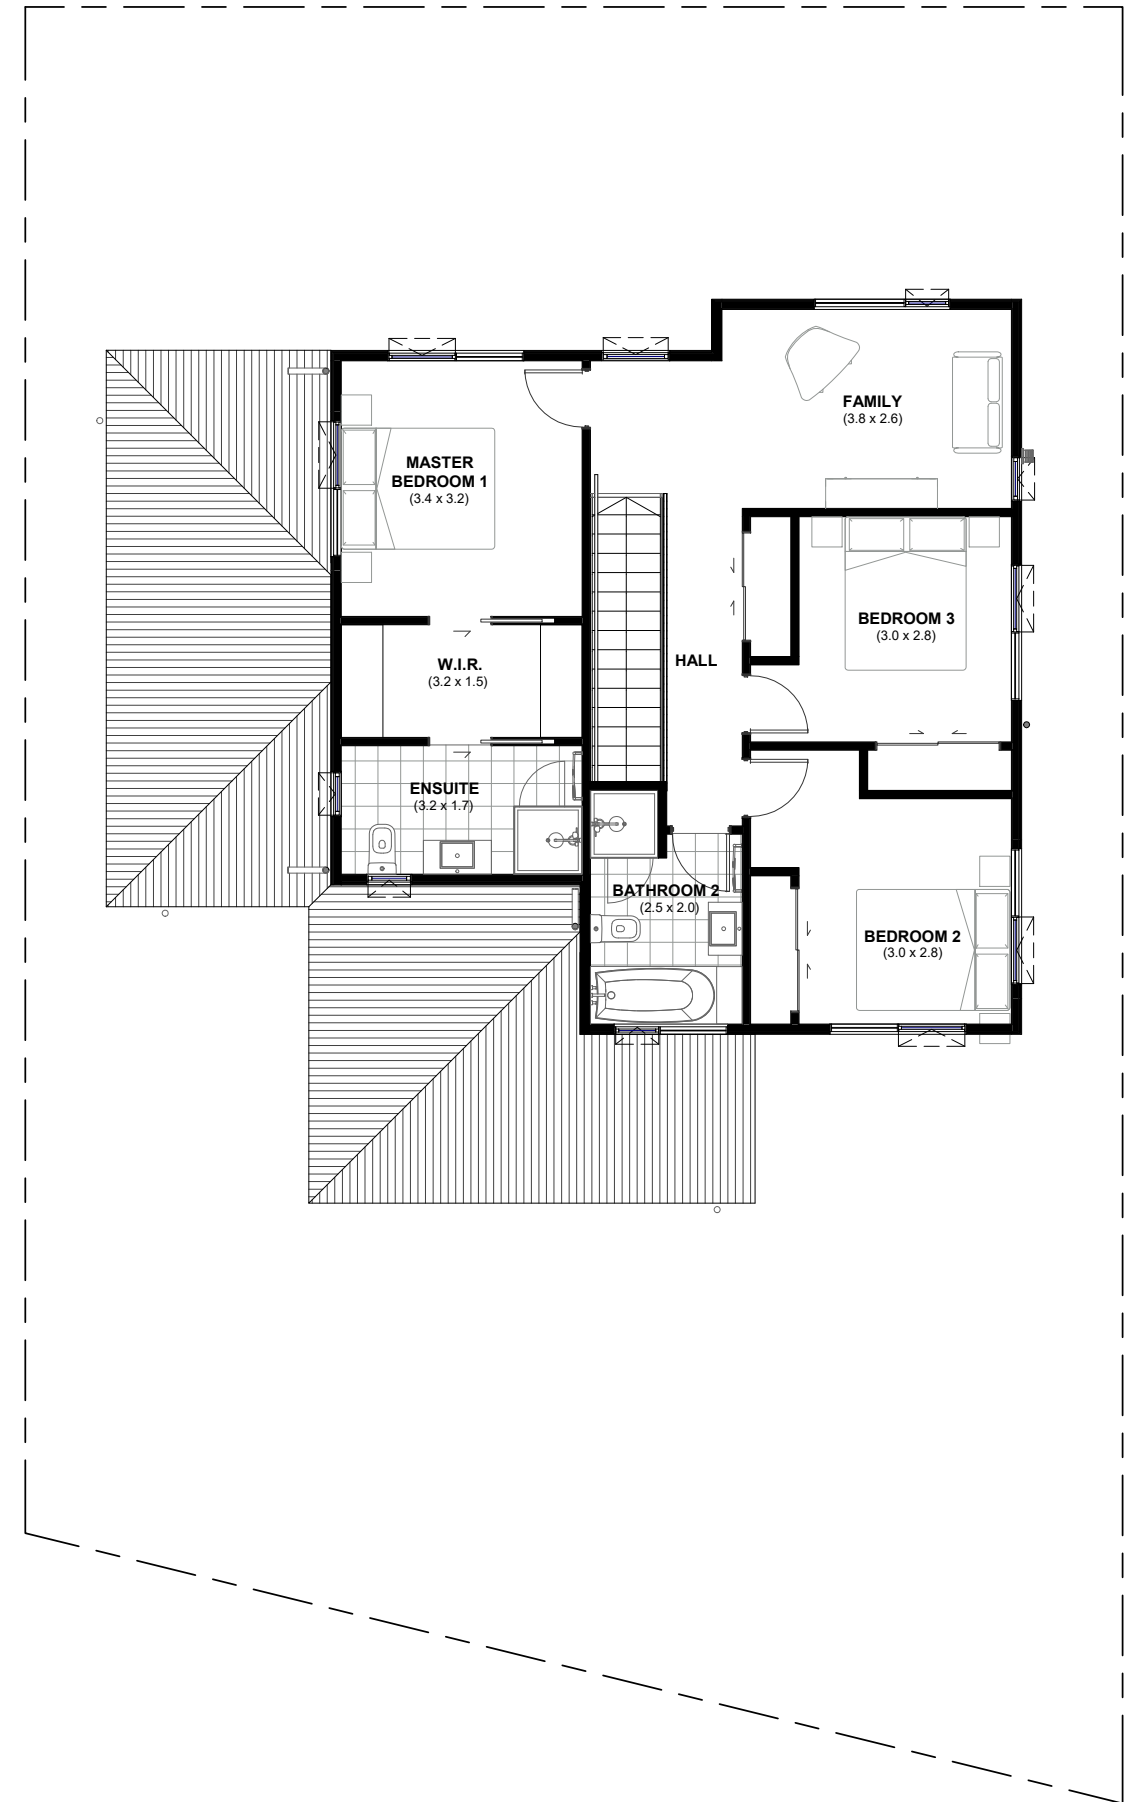 FAMILY
(3.8 x 2.6)
MASTER
BEDROOM 1
(3.4 x 3.2)
BEDROOM 3
(3.0 x 2.8)
HALL
W.I.R.
(3.2 x 1.5)
ENSUITE
(3.2 x 1.7)
BATHROOM 2
(2.5 x 2.0)
BEDROOM 2
(3.0 x 2.8)